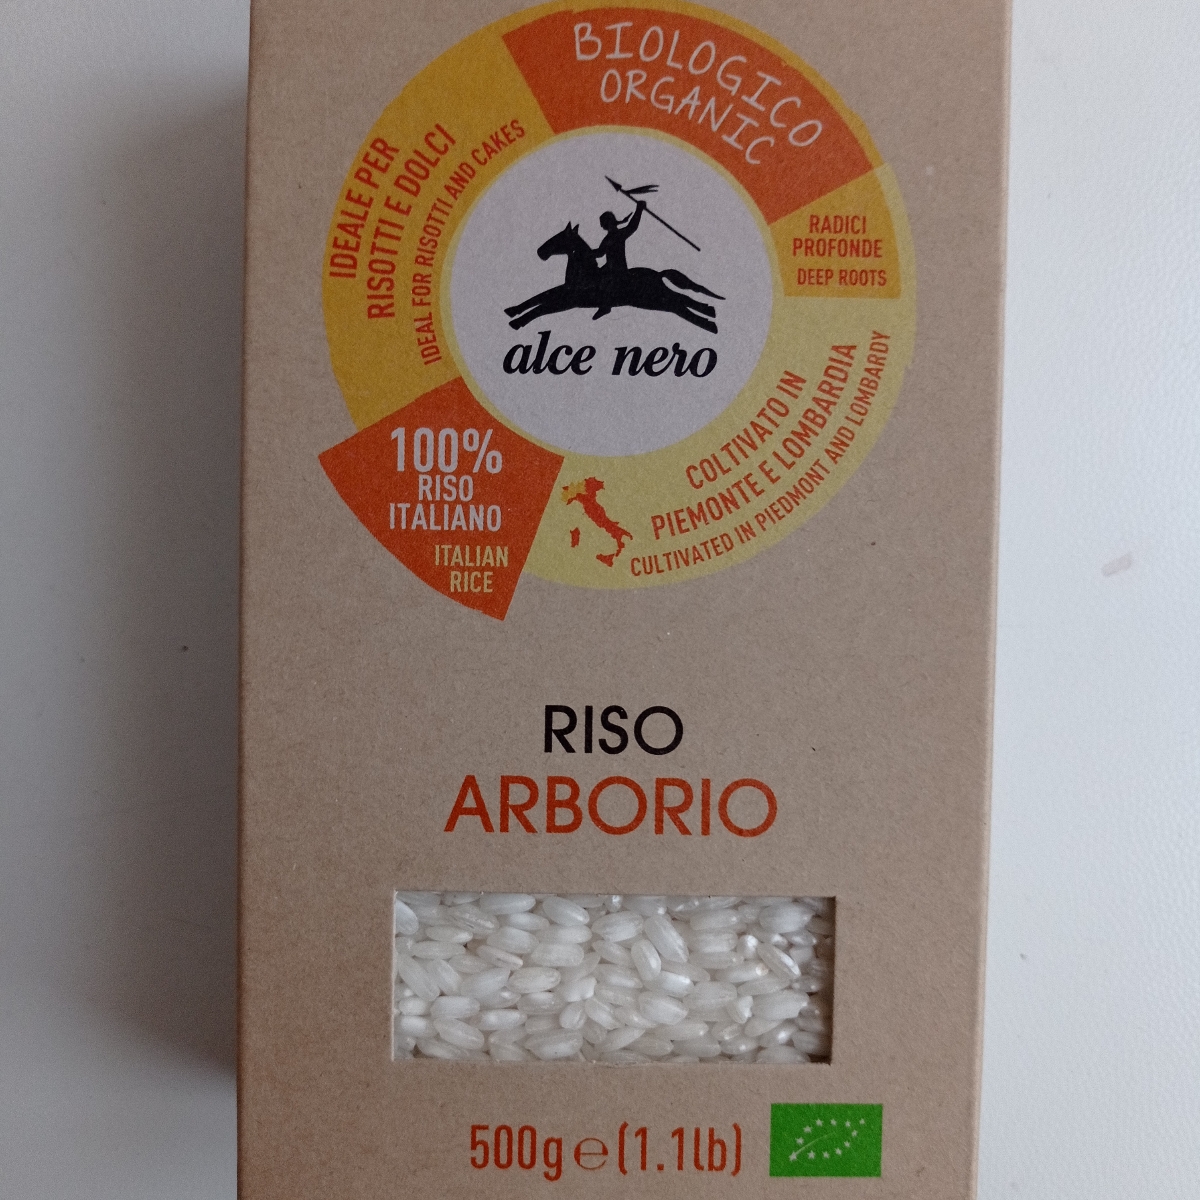 BIOLOGICO
ORGANIC
IDEALE PER
RISOTTI E DOLCI
IDEAL FOR RISOTTI AND CAKES
RADICI
PROFONDE
DEEP ROOTS
alce nero
COLTIVATO IN
PIEMONTE E LOMBARDIA
CULTIVATED IN PIEDMONT AND LOMBARDY
100%
RISO
ITALIANO
ITALIAN
RICE
RISO
ARBORIO
500g e (1.1lb)